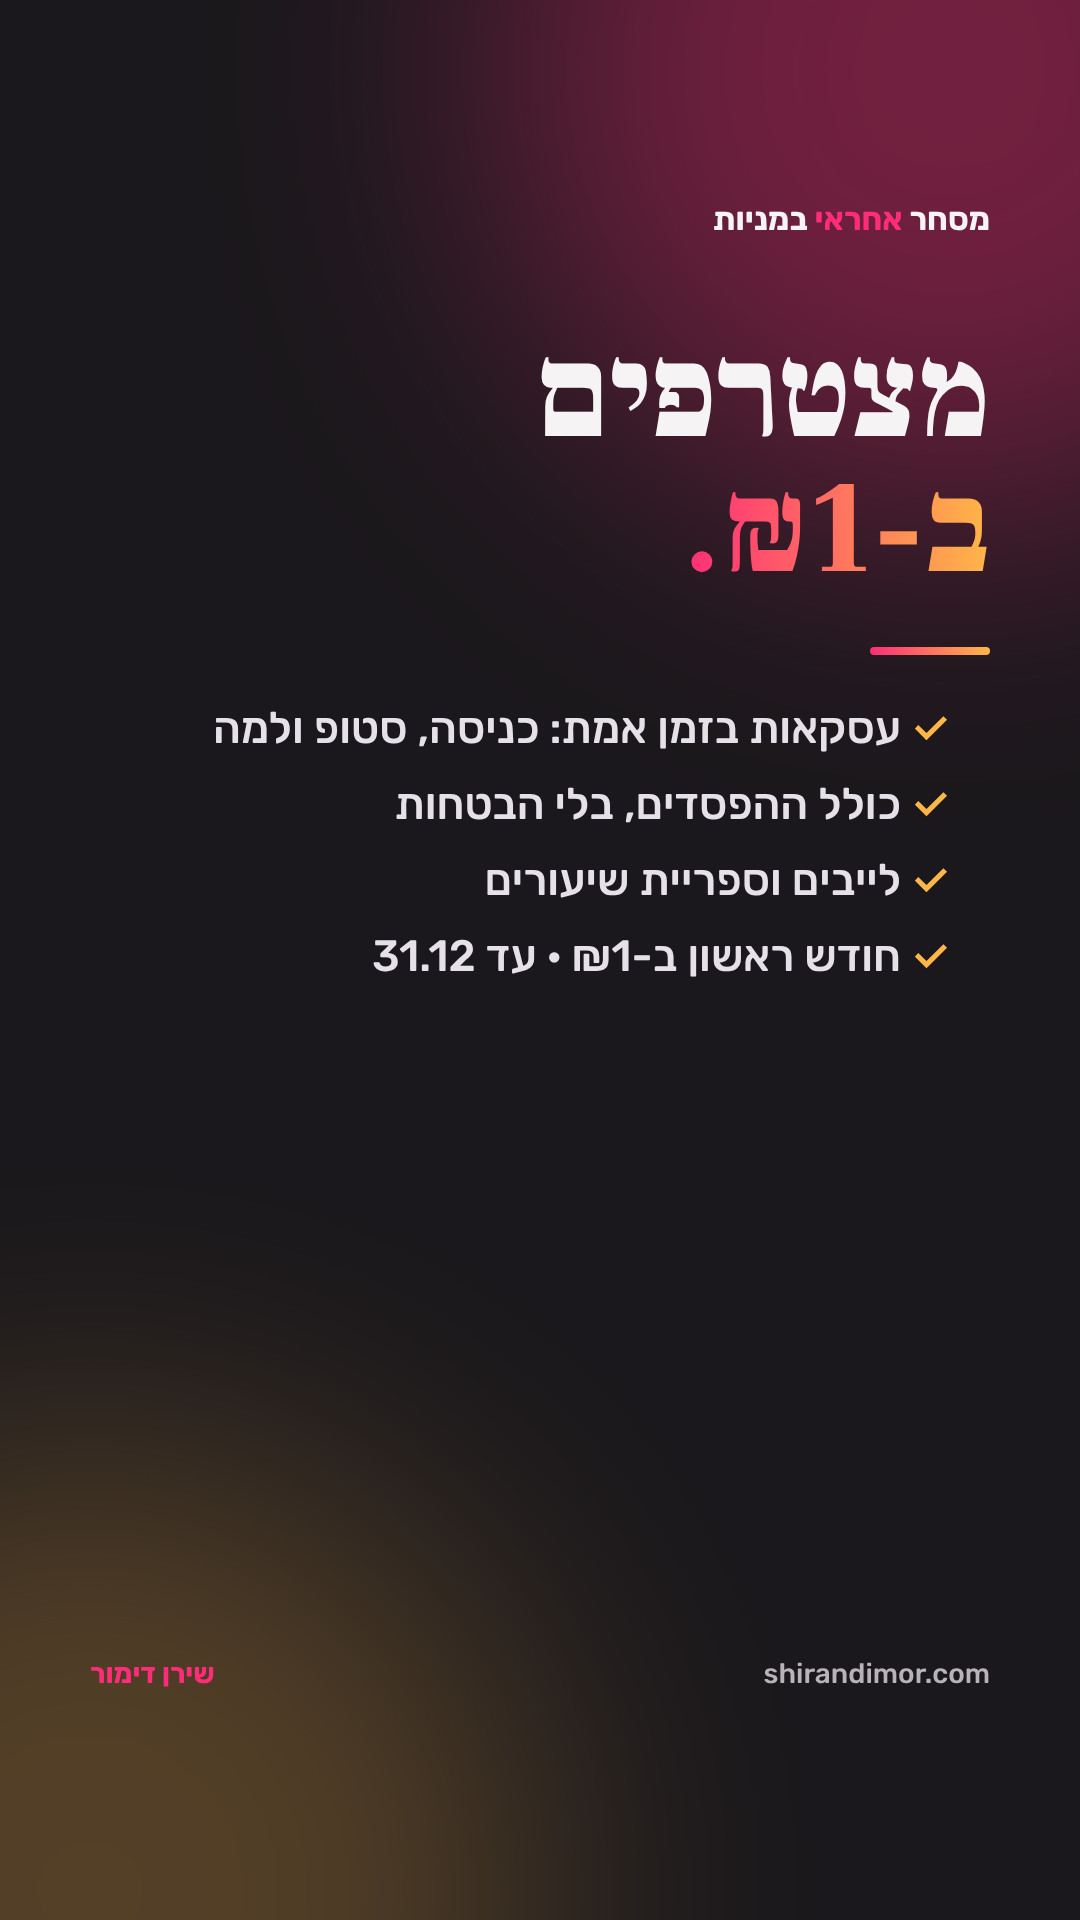 מסחר אחראי במניות
מצטרפים
ב-1₪.
עסקאות בזמן אמת: כניסה, סטופ ולמה
כולל ההפסדים, בלי הבטחות
לייבים וספריית שיעורים
חודש ראשון ב-1₪ • עד 31.12
shirandimor.com
שירן דימור